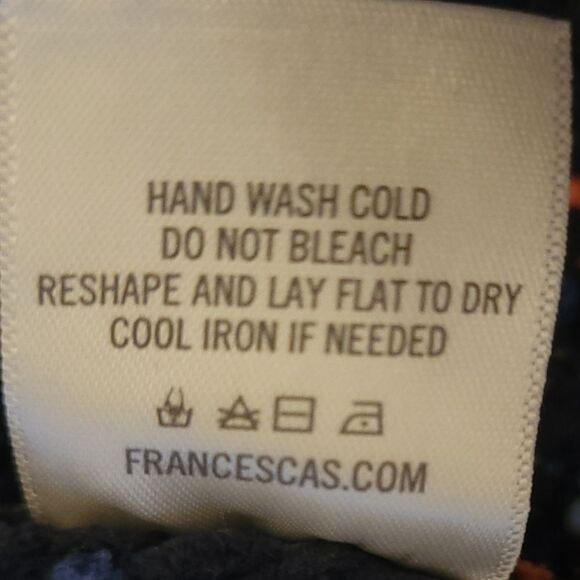 HAND WASH COLD
DO NOT BLEACH
RESHAPE AND LAY FLAT TO DRY
COOL IRON IF NEEDED
FRANCESCAS.COM